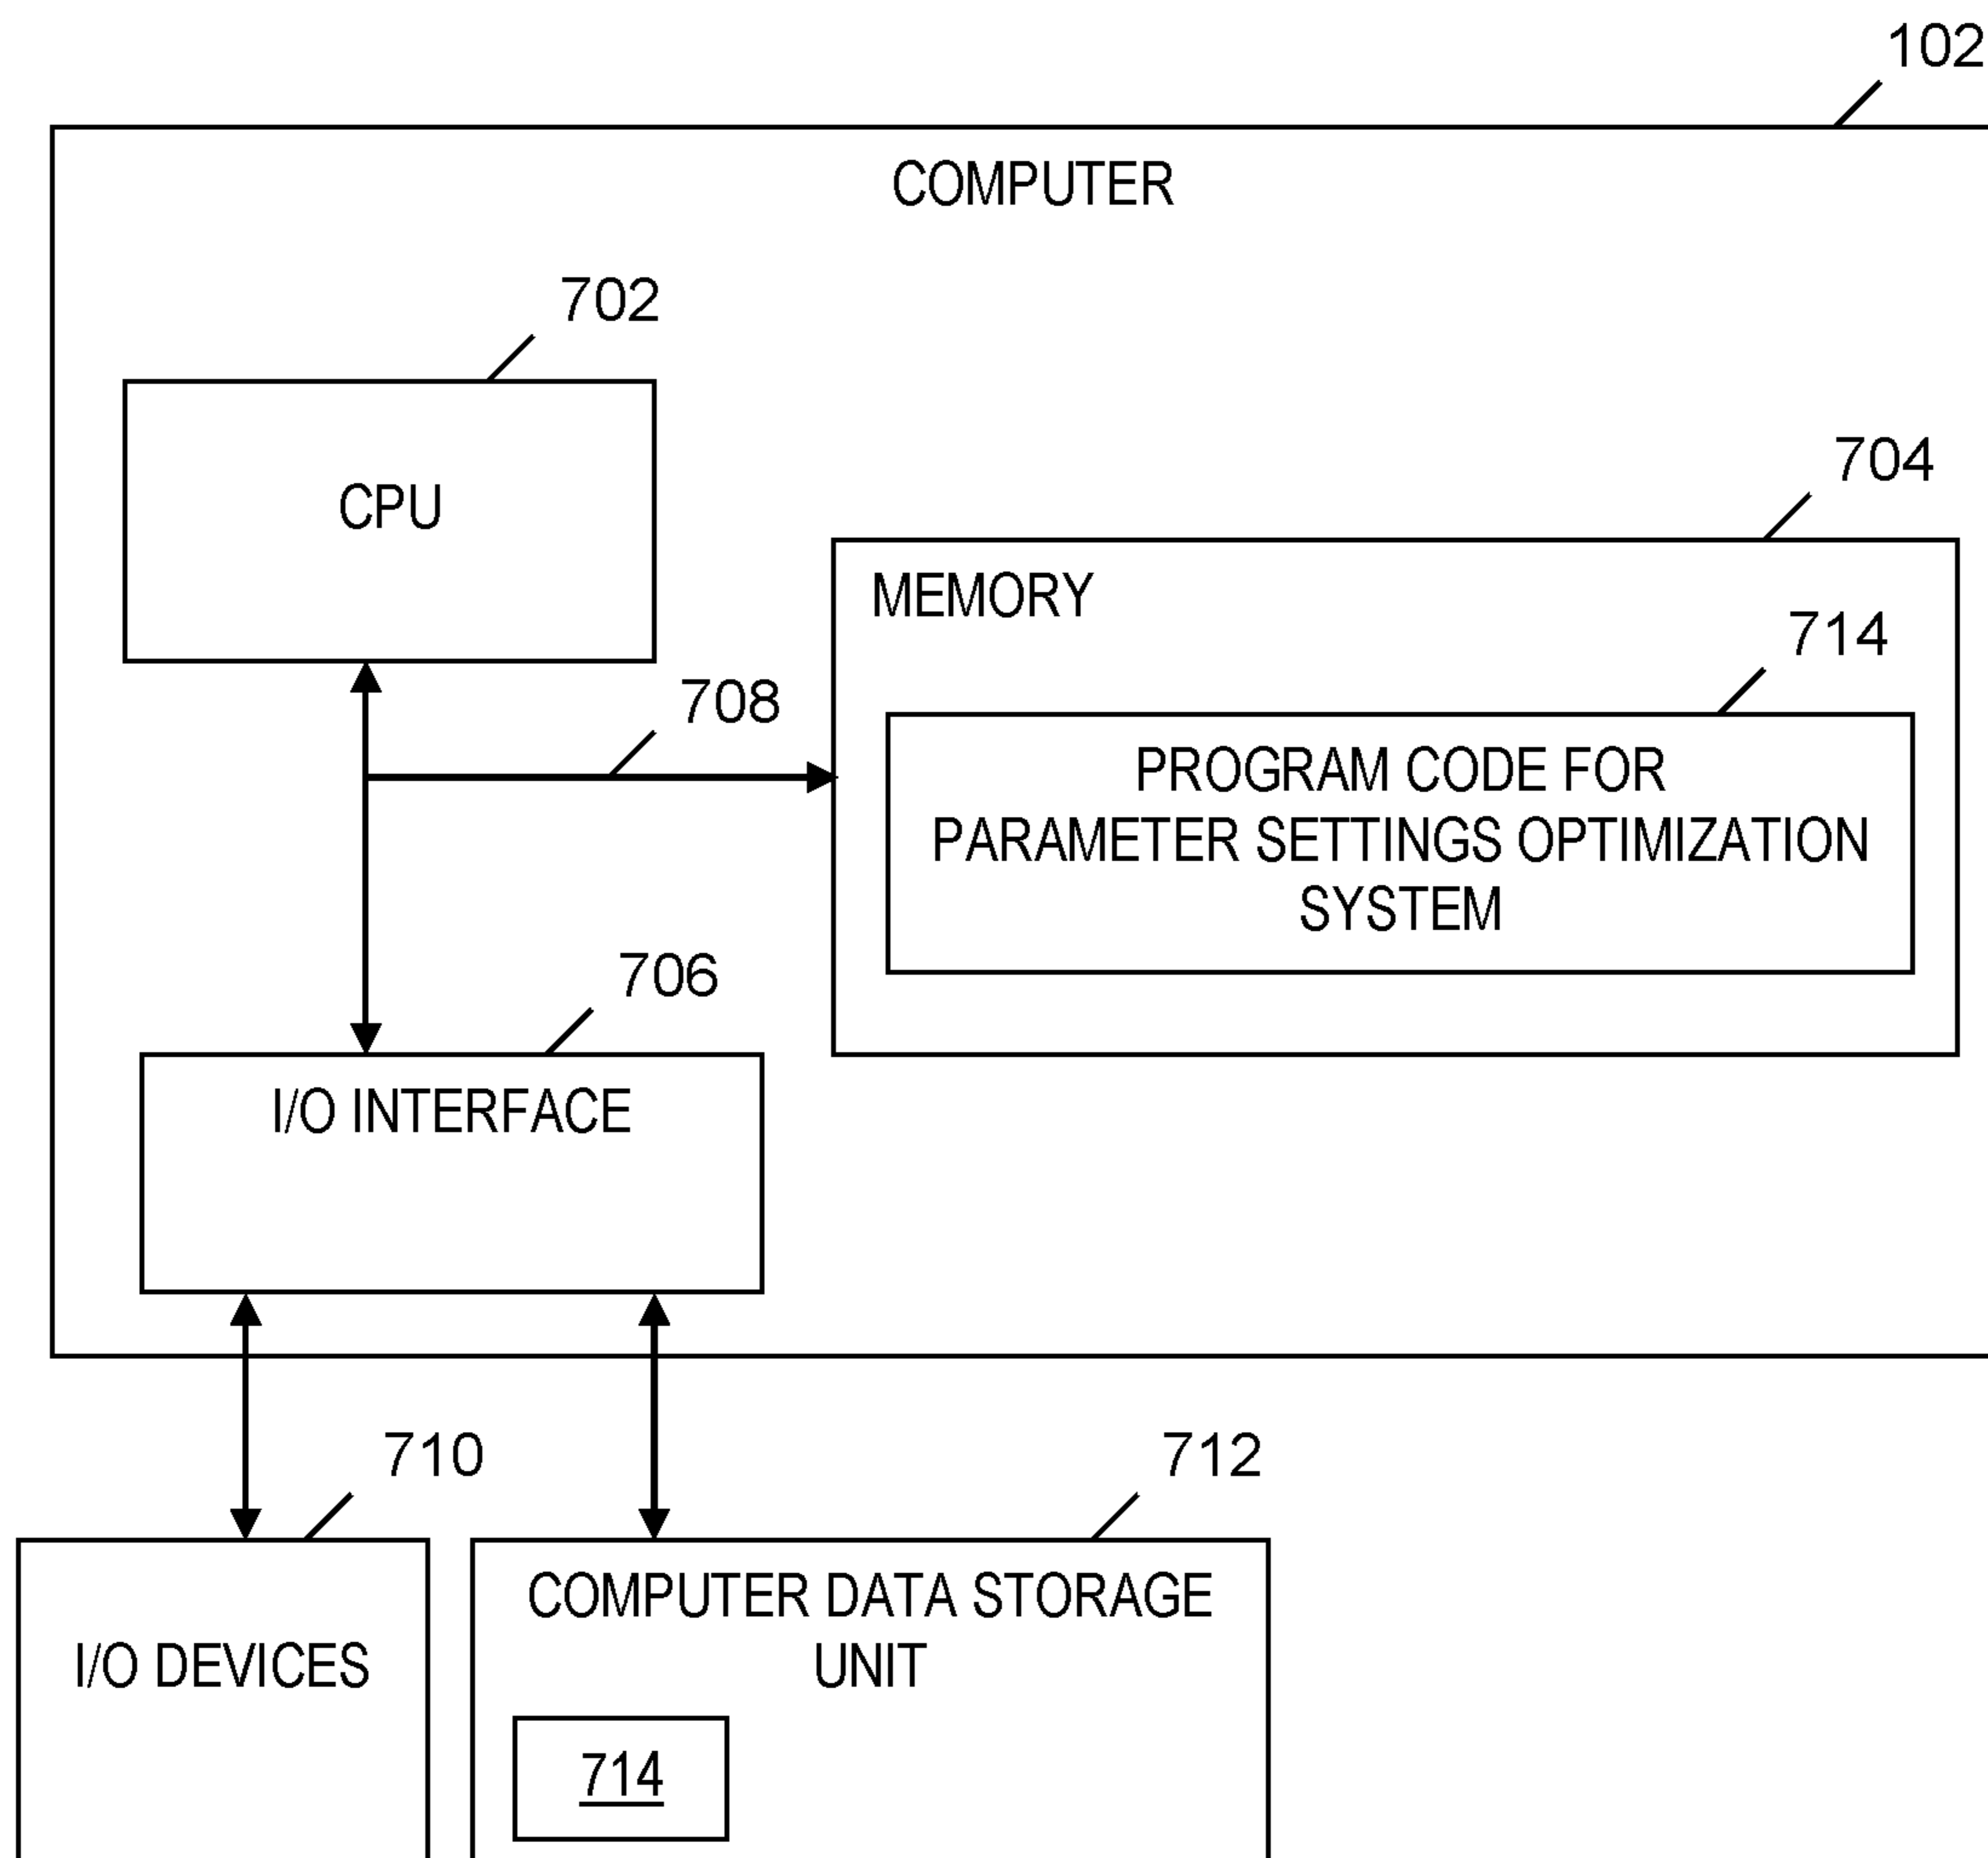 102
COMPUTER
702
CPU
704
MEMORY
714
708
PROGRAM CODE FOR
PARAMETER SETTINGS OPTIMIZATION
SYSTEM
706
I/O INTERFACE
710
712
I/O DEVICES
COMPUTER DATA STORAGE
UNIT
714